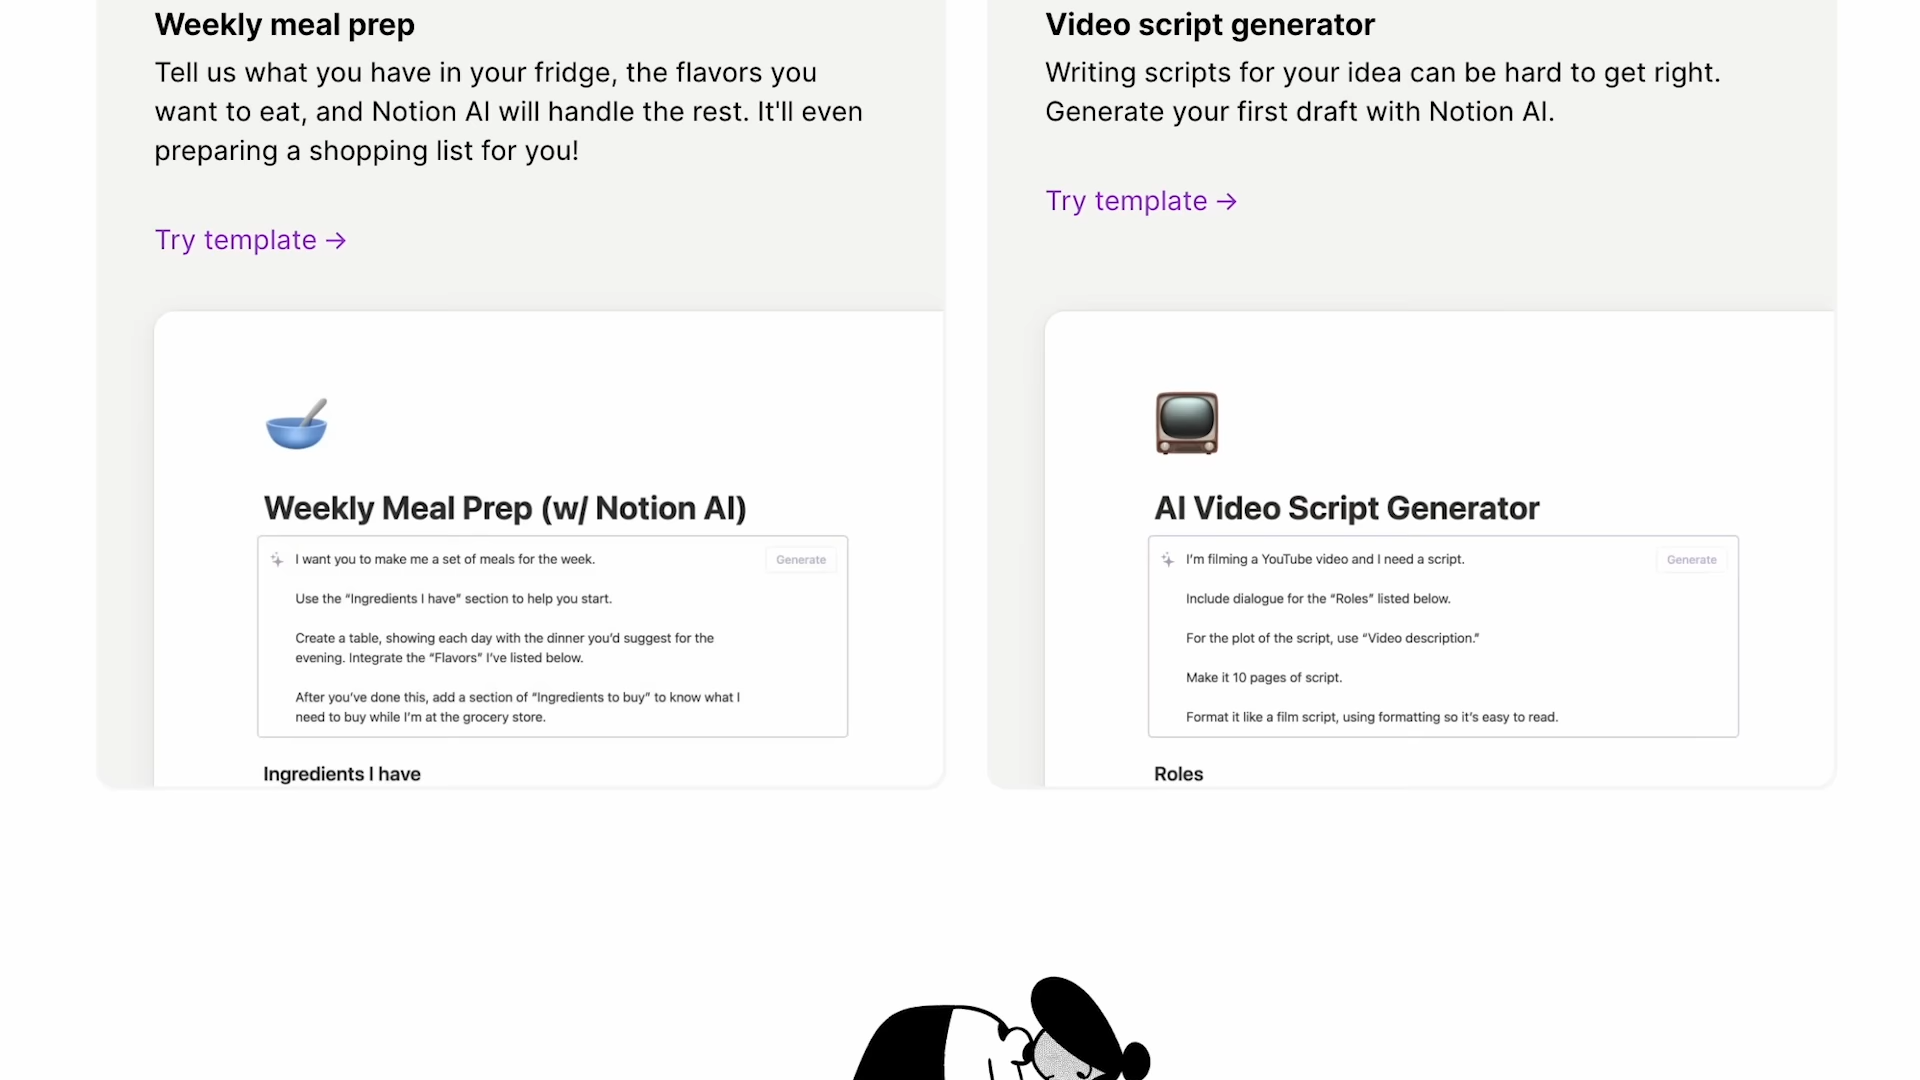 Weekly meal prep
Tell us what you have in your fridge, the flavors you
want to eat, and Notion AI will handle the rest. It'll even
preparing a shopping list for you!
Try template →
Weekly Meal Prep (w/ Notion AI)
I want you to make me a set of meals for the week.
Generate
Use the “Ingredients I have” section to help you start.
Create a table, showing each day with the dinner you’d suggest for the
evening. Integrate the “Flavors” I’ve listed below.
After you’ve done this, add a section of “Ingredients to buy” to know what I
need to buy while I’m at the grocery store.
Ingredients I have
Video script generator
Writing scripts for your idea can be hard to get right.
Generate your first draft with Notion AI.
Try template →
AI Video Script Generator
I’m filming a YouTube video and I need a script.
Generate
Include dialogue for the “Roles” listed below.
For the plot of the script, use “Video description.”
Make it 10 pages of script.
Format it like a film script, using formatting so it’s easy to read.
Roles